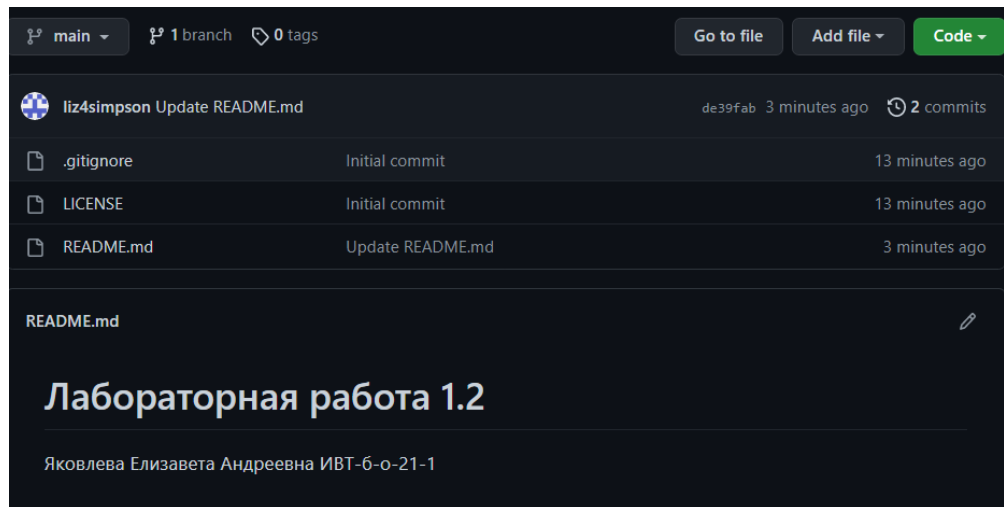 main 1 branch 0 tags Go to file Add file Code
liz4simpson Update README.md de39fab 3 minutes ago 2 commits
.gitignore Initial commit 13 minutes ago
LICENSE Initial commit 13 minutes ago
README.md Update README.md 3 minutes ago
README.md
Лабораторная работа 1.2
Яковлева Елизавета Андреевна ИВТ-б-о-21-1